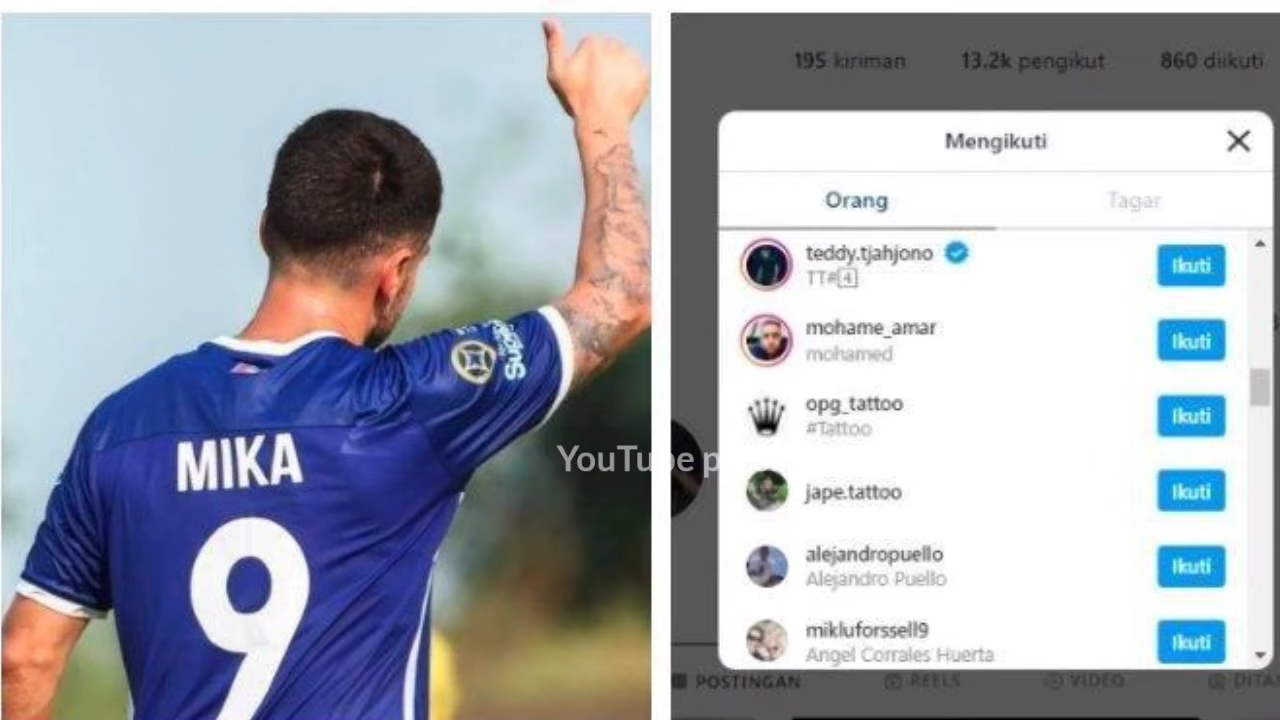 MIKA
9
195 kiriman 13.2k pengikut 860 diikuti
Mengikuti
Orang Tagar
teddy.tjahjono
TT#4
Ikuti
mohame_amar
mohamed
Ikuti
opg_tattoo
#Tattoo
Ikuti
jape.tattoo
Ikuti
alejandropuello
Alejandro Puello
Ikuti
mikluforssell9
Angel Corrales Huerta
Ikuti
POSTINGAN REELS VIDEO
YouTube